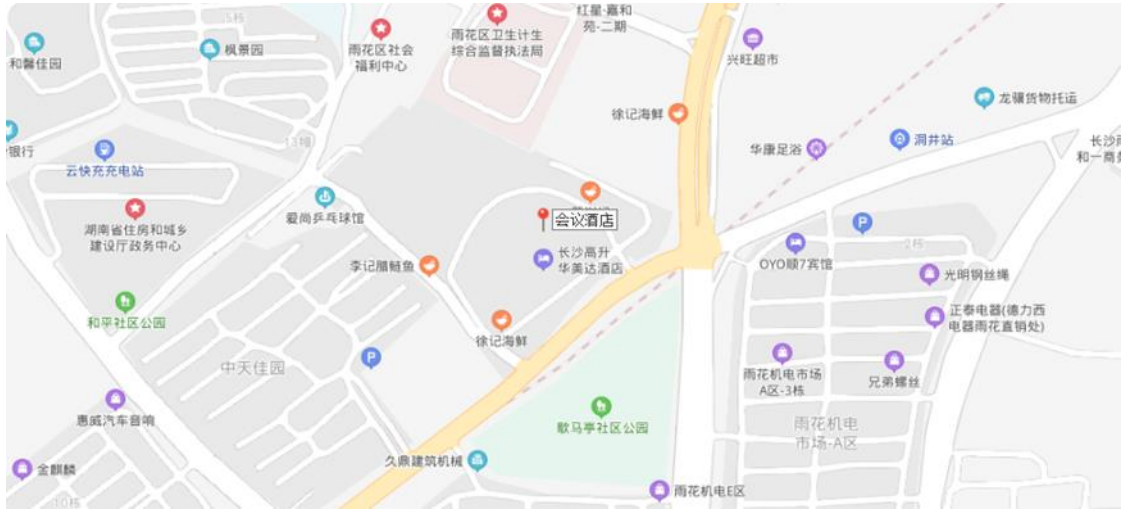 5栋
红星·嘉和
苑-二期
雨花区卫生计生
综合监督执法局
雨花区社会
福利中心
枫景园
和馨佳园
兴旺超市
龙骧货物托运
徐记海鲜
13幢
银行
云快充充电站
华康足浴
洞井站
长沙雨
和一商务
爱尚乒乓球馆
会议酒店
湖南省住房和城乡
建设厅政务中心
2栋
长沙高升
华美达酒店
李记腊鲢鱼
OYO顺7宾馆
光明钢丝绳
和平社区公园
正泰电器(德力西
电器雨花直销处)
徐记海鲜
中天佳园
雨花机电市场
A区-3栋
兄弟螺丝
惠威汽车音响
歇马亭社区公园
雨花机电
市场-A区
久鼎建筑机械
金麒麟
雨花机电E区
10栋
P
P